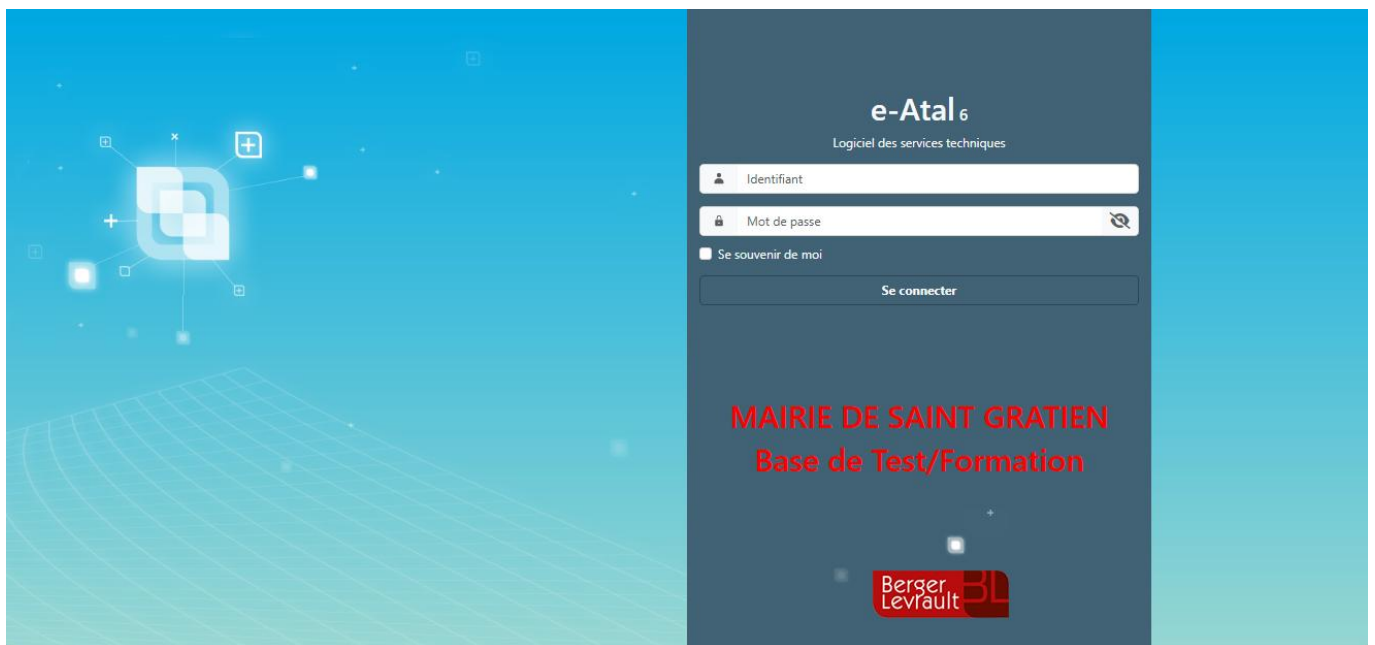 e-Atal 6
Logiciel des services techniques
Identifiant
Mot de passe
Se souvenir de moi
Se connecter
MAIRIE DE SAINT GRATIEN
Base de Test/Formation
Berger
Levrault
BL